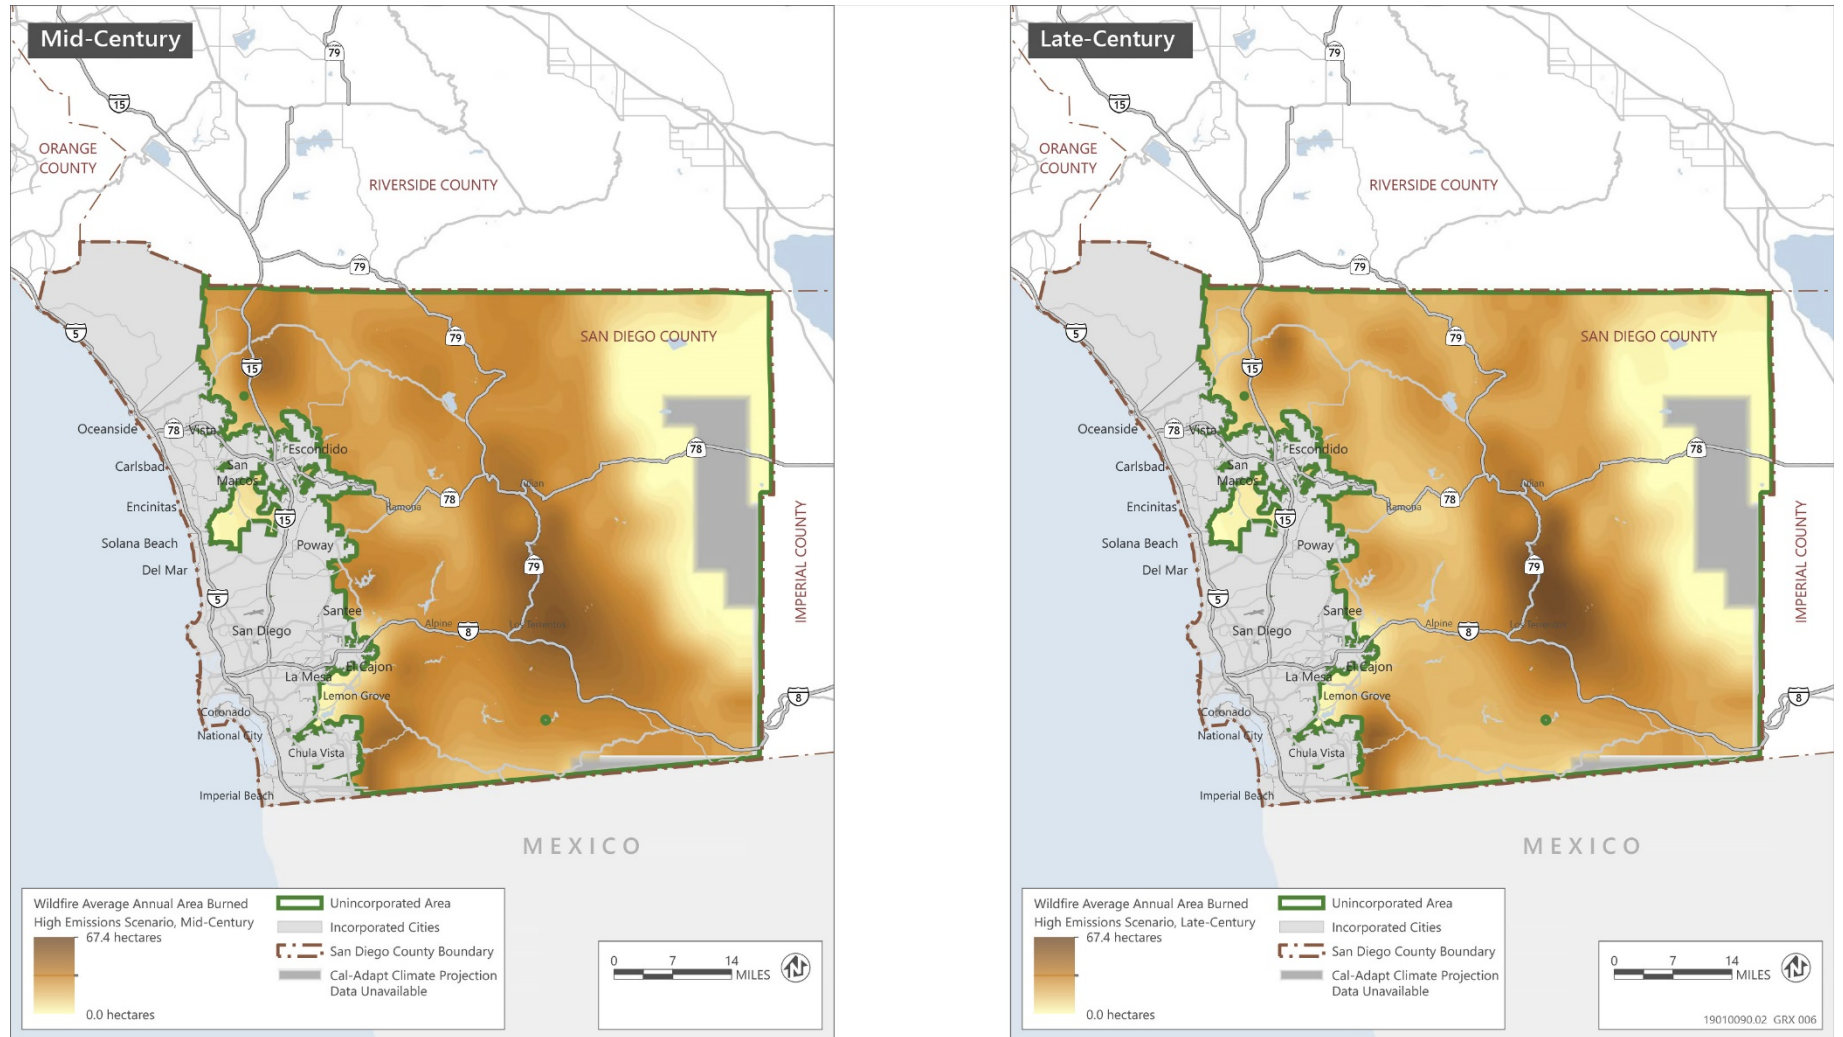 Mid-Century
79
15
ORANGE
COUNTY
RIVERSIDE COUNTY
79
5
79
SAN DIEGO COUNTY
15
Oceanside
78
Vista
Escondido
78
Carlsbad
San
Marcos
Julian
78
Encinitas
Ramona
15
Solana Beach
Poway
Del Mar
79
IMPERIAL COUNTY
5
Santee
San Diego
Alpine
8
El Cajon
La Mesa
Lemon Grove
8
Coronado
National City
Chula Vista
Imperial Beach
MEXICO
Wildfire Average Annual Area Burned
High Emissions Scenario, Mid-Century
67.4 hectares
0.0 hectares
Unincorporated Area
Incorporated Cities
San Diego County Boundary
Cal-Adapt Climate Projection
Data Unavailable
0 7 14
MILES
N
Late-Century
79
15
ORANGE
COUNTY
RIVERSIDE COUNTY
79
5
79
SAN DIEGO COUNTY
15
Oceanside
78
Vista
Escondido
78
Carlsbad
San
Marcos
Julian
78
Encinitas
Ramona
15
Solana Beach
Poway
Del Mar
79
IMPERIAL COUNTY
5
Santee
San Diego
Alpine
8
El Cajon
La Mesa
Lemon Grove
8
Coronado
National City
Chula Vista
Imperial Beach
MEXICO
Wildfire Average Annual Area Burned
High Emissions Scenario, Late-Century
67.4 hectares
0.0 hectares
Unincorporated Area
Incorporated Cities
San Diego County Boundary
Cal-Adapt Climate Projection
Data Unavailable
0 7 14
MILES
N
19010090.02 GRX 006